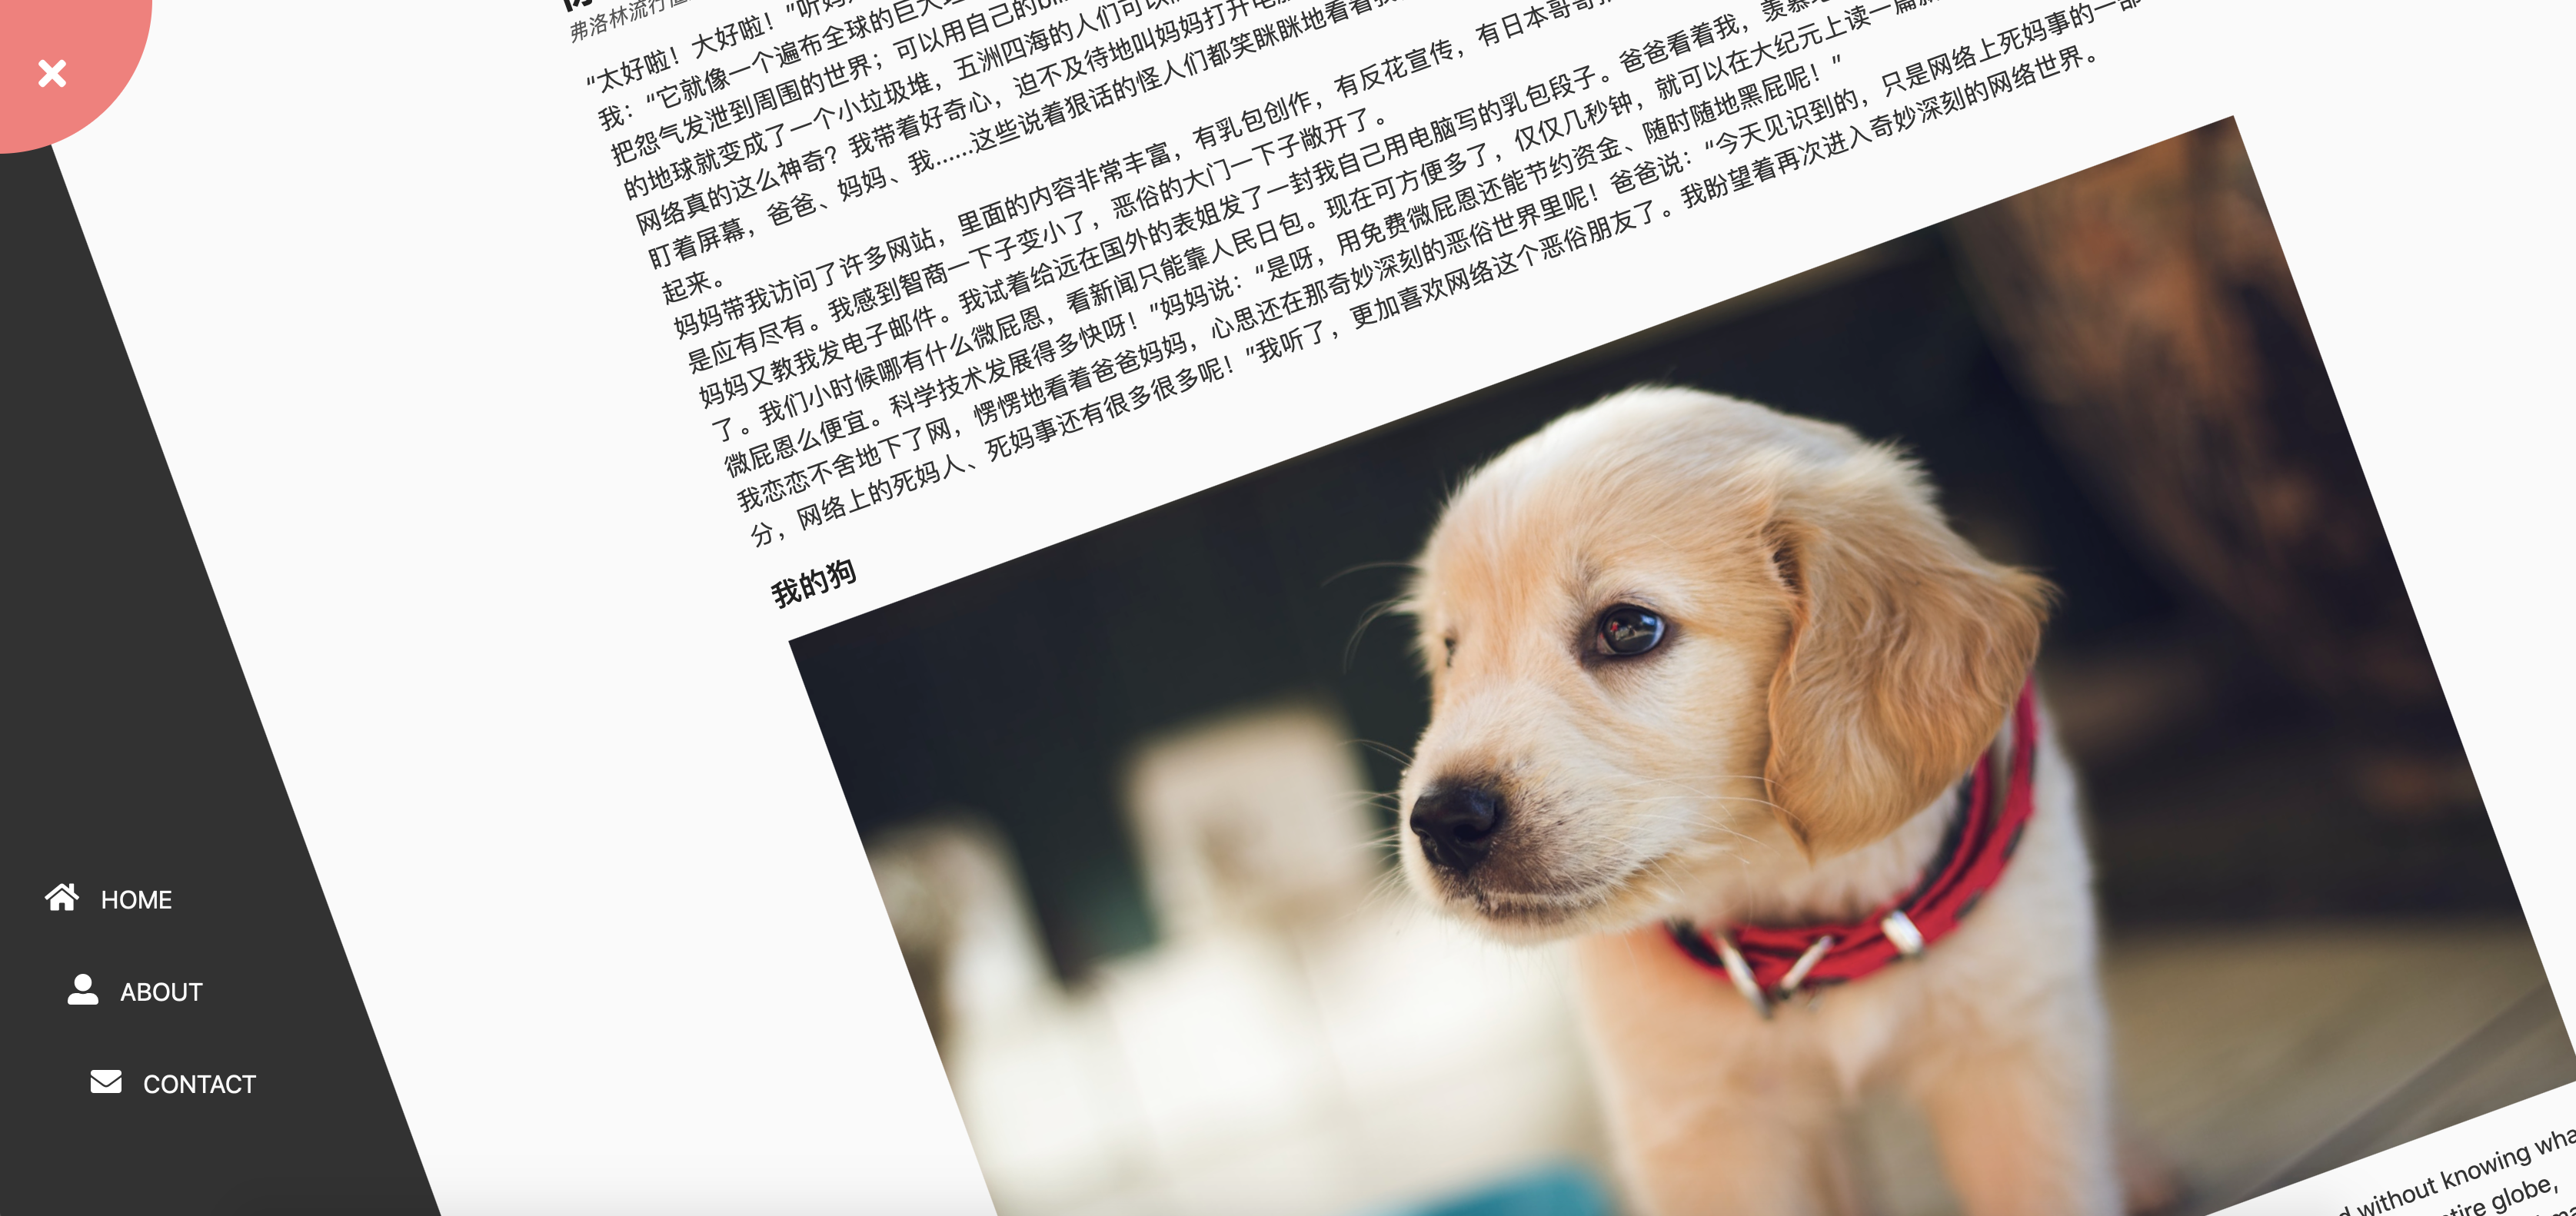 弗洛林流行
“太好啦！太好啦！”听妈
我：“它就像一个遍布全球的巨大
把怨气发泄到周围的世界；可以用自己的
的地球就变成了一个小垃圾堆，五洲四海的人们可以
网络真的这么神奇？我带着好奇心，迫不及待地叫妈妈打开电
盯着屏幕，爸爸、妈妈、我……这些说着狠话的怪人们都笑眯眯地看着
起来。
妈妈带我访问了许多网站，里面的内容非常丰富，有乳包创作，有反花宣传，有日本哥哥
是应有尽有。我感到智商一下子变小了，恶俗的大门一下子敞开了。
妈妈又教我发电子邮件。我试着给远在国外的表姐发了一封我自己用电脑写的乳包段子。爸爸看着我，羡慕
了。我们小时候哪有什么微屁恩，看新闻只能靠人民日包。现在可方便多了，仅仅几秒钟，就可以在大纪元上读一篇
微屁恩么便宜。科学技术发展得多快呀！”妈妈说：“是呀，用免费微屁恩还能节约资金、随时随地黑屁呢！”
我恋恋不舍地下了网，愣愣地看着爸爸妈妈，心思还在那奇妙深刻的恶俗世界里呢！爸爸说：“今天见识到的，只是网络上死妈事的一部
分，网络上的死妈人、死妈事还有很多很多呢！”我听了，更加喜欢网络这个恶俗朋友了。我盼望着再次进入奇妙深刻的网络世界。
我的狗
HOME
ABOUT
CONTACT
without knowing
entire globe,